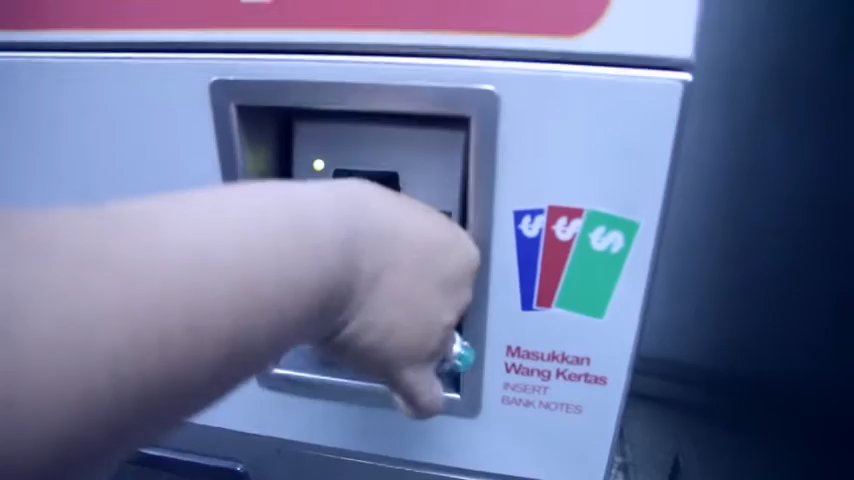 $ $ $
Masukkan
Wang Kertas
INSERT
BANK NOTES